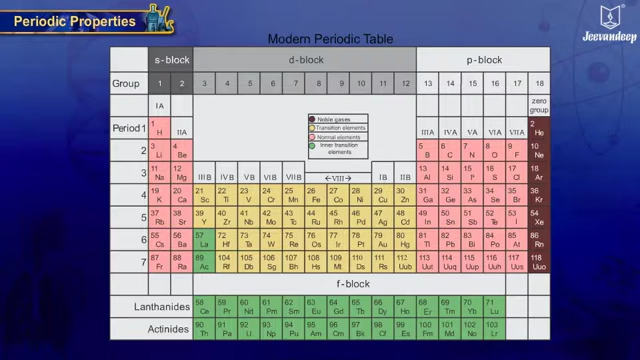 Periodic Properties
Jeevandeep
Modern Periodic Table
s-block d-block p-block
Group 1 2 3 4 5 6 7 8 9 10 11 12 13 14 15 16 17 18
IA zero group
Period 1 1 H IIA IIIA IVA VA VIA VIIA 2 He
Noble gases
Transition elements
Normal elements
Inner transition elements
2 3 Li 4 Be 5 B 6 C 7 N 8 O 9 F 10 Ne
3 11 Na 12 Mg IIIB IVB VB VIB VIIB ←VIII→ IB IIB 13 Al 14 Si 15 P 16 S 17 Cl 18 Ar
4 19 K 20 Ca 21 Sc 22 Ti 23 V 24 Cr 25 Mn 26 Fe 27 Co 28 Ni 29 Cu 30 Zn 31 Ga 32 Ge 33 As 34 Se 35 Br 36 Kr
5 37 Rb 38 Sr 39 Y 40 Zr 41 Nb 42 Mo 43 Tc 44 Ru 45 Rh 46 Pd 47 Ag 48 Cd 49 In 50 Sn 51 Sb 52 Te 53 I 54 Xe
6 55 Cs 56 Ba 57 La 72 Hf 73 Ta 74 W 75 Re 76 Os 77 Ir 78 Pt 79 Au 80 Hg 81 Tl 82 Pb 83 Bi 84 Po 85 At 86 Rn
7 87 Fr 88 Ra 89 Ac 104 Rf 105 Db 106 Sg 107 Bh 108 Hs 109 Mt 110 Ds 111 Rg 112 Uub 113 Uut 114 Uuq 115 Uup 116 Uuh 117 Uus 118 Uuo
f-block
Lanthanides 58 Ce 59 Pr 60 Nd 61 Pm 62 Sm 63 Eu 64 Gd 65 Tb 66 Dy 67 Ho 68 Er 69 Tm 70 Yb 71 Lu
Actinides 90 Th 91 Pa 92 93 Np 94 Pu 95 Am 96 Cm 97 Bk 98 Cf 99 Es 100 Fm 101 Md 102 No 103 Lr